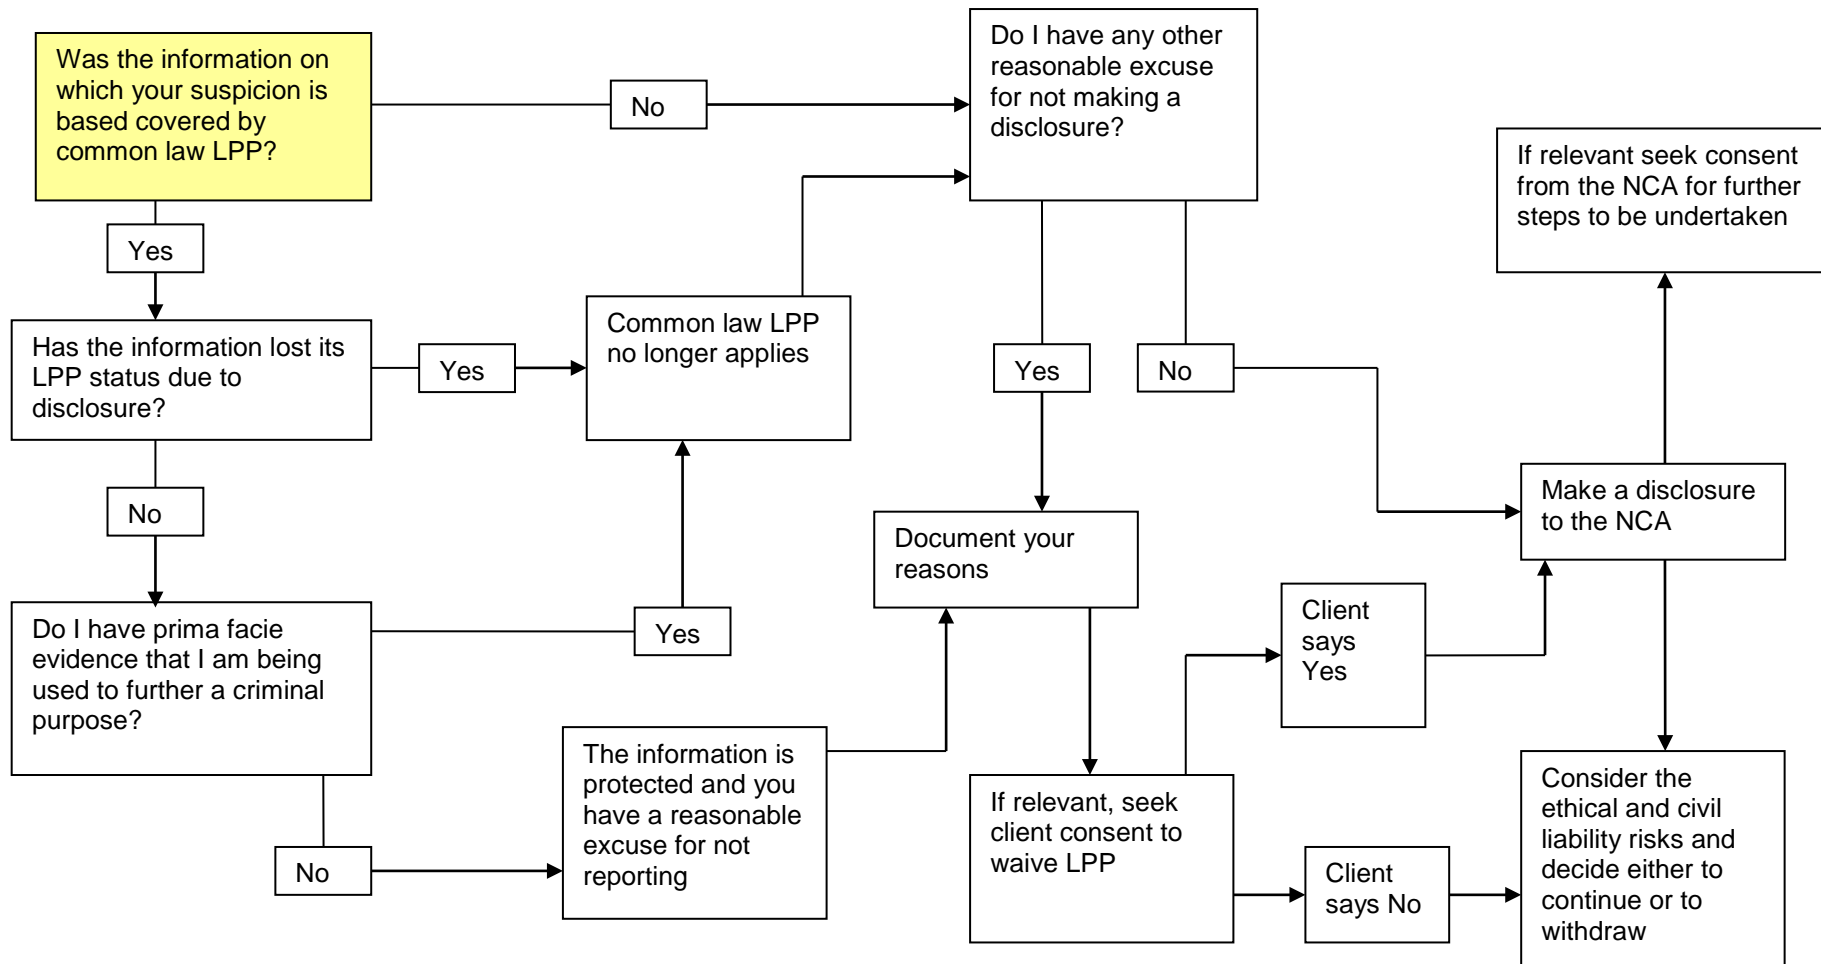 Was the information on
which your suspicion is
based covered by
common law LPP?
No
Do I have any other
reasonable excuse
for not making a
disclosure?
If relevant seek consent
from the NCA for further
steps to be undertaken
Yes
Has the information lost its
LPP status due to
disclosure?
Yes
Common law LPP
no longer applies
Yes
No
No
Document your
reasons
Make a disclosure
to the NCA
Do I have prima facie
evidence that I am being
used to further a criminal
purpose?
Yes
Client
says
Yes
The information is
protected and you
have a reasonable
excuse for not
reporting
No
If relevant, seek
client consent to
waive LPP
Client
says No
Consider the
ethical and civil
liability risks and
decide either to
continue or to
withdraw